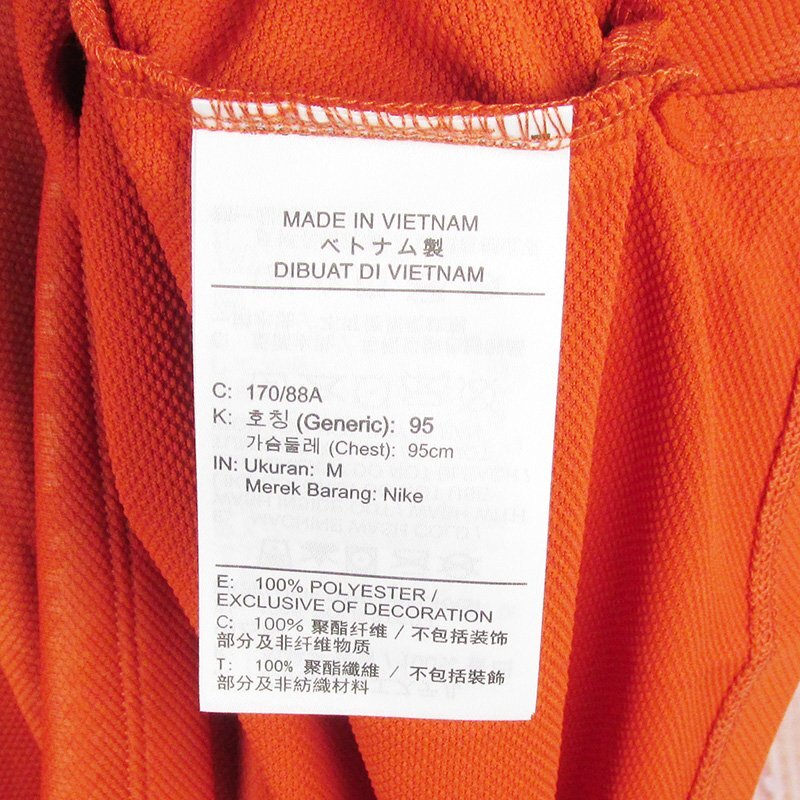 MADE IN VIETNAM
ベトナム製
DIBUAT DI VIETNAM
C: 170/88A
K: 호칭 (Generic): 95
가슴둘레 (Chest): 95cm
IN: Ukuran: M
Merek Barang: Nike
E: 100% POLYESTER /
EXCLUSIVE OF DECORATION
C: 100% 聚酯纤维 / 不包括装饰
部分及非纤维物质
T: 100% 聚酯纖維 / 不包括裝飾
部分及非紡織材料